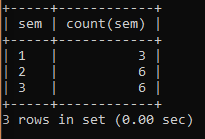 +-----+------------+
| sem | count(sem) |
+-----+------------+
| 1   |          3 |
| 2   |          6 |
| 3   |          6 |
+-----+------------+
3 rows in set (0.00 sec)